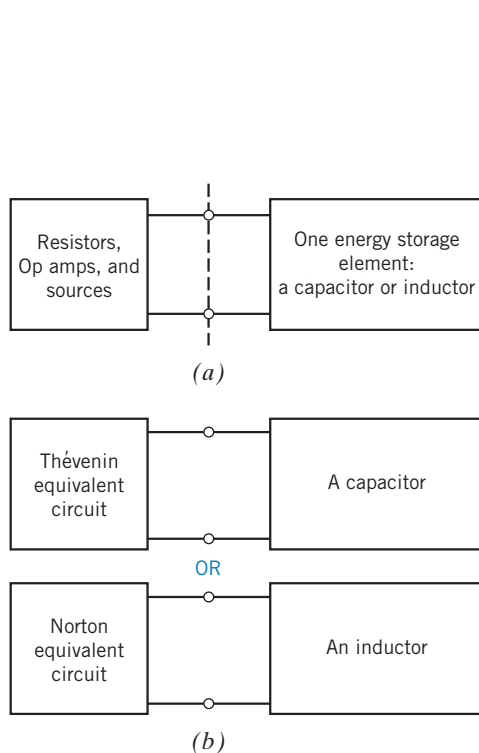 Resistors,
Op amps, and
sources
One energy storage
element:
a capacitor or inductor
(a)
Thévenin
equivalent
circuit
A capacitor
OR
Norton
equivalent
circuit
An inductor
(b)